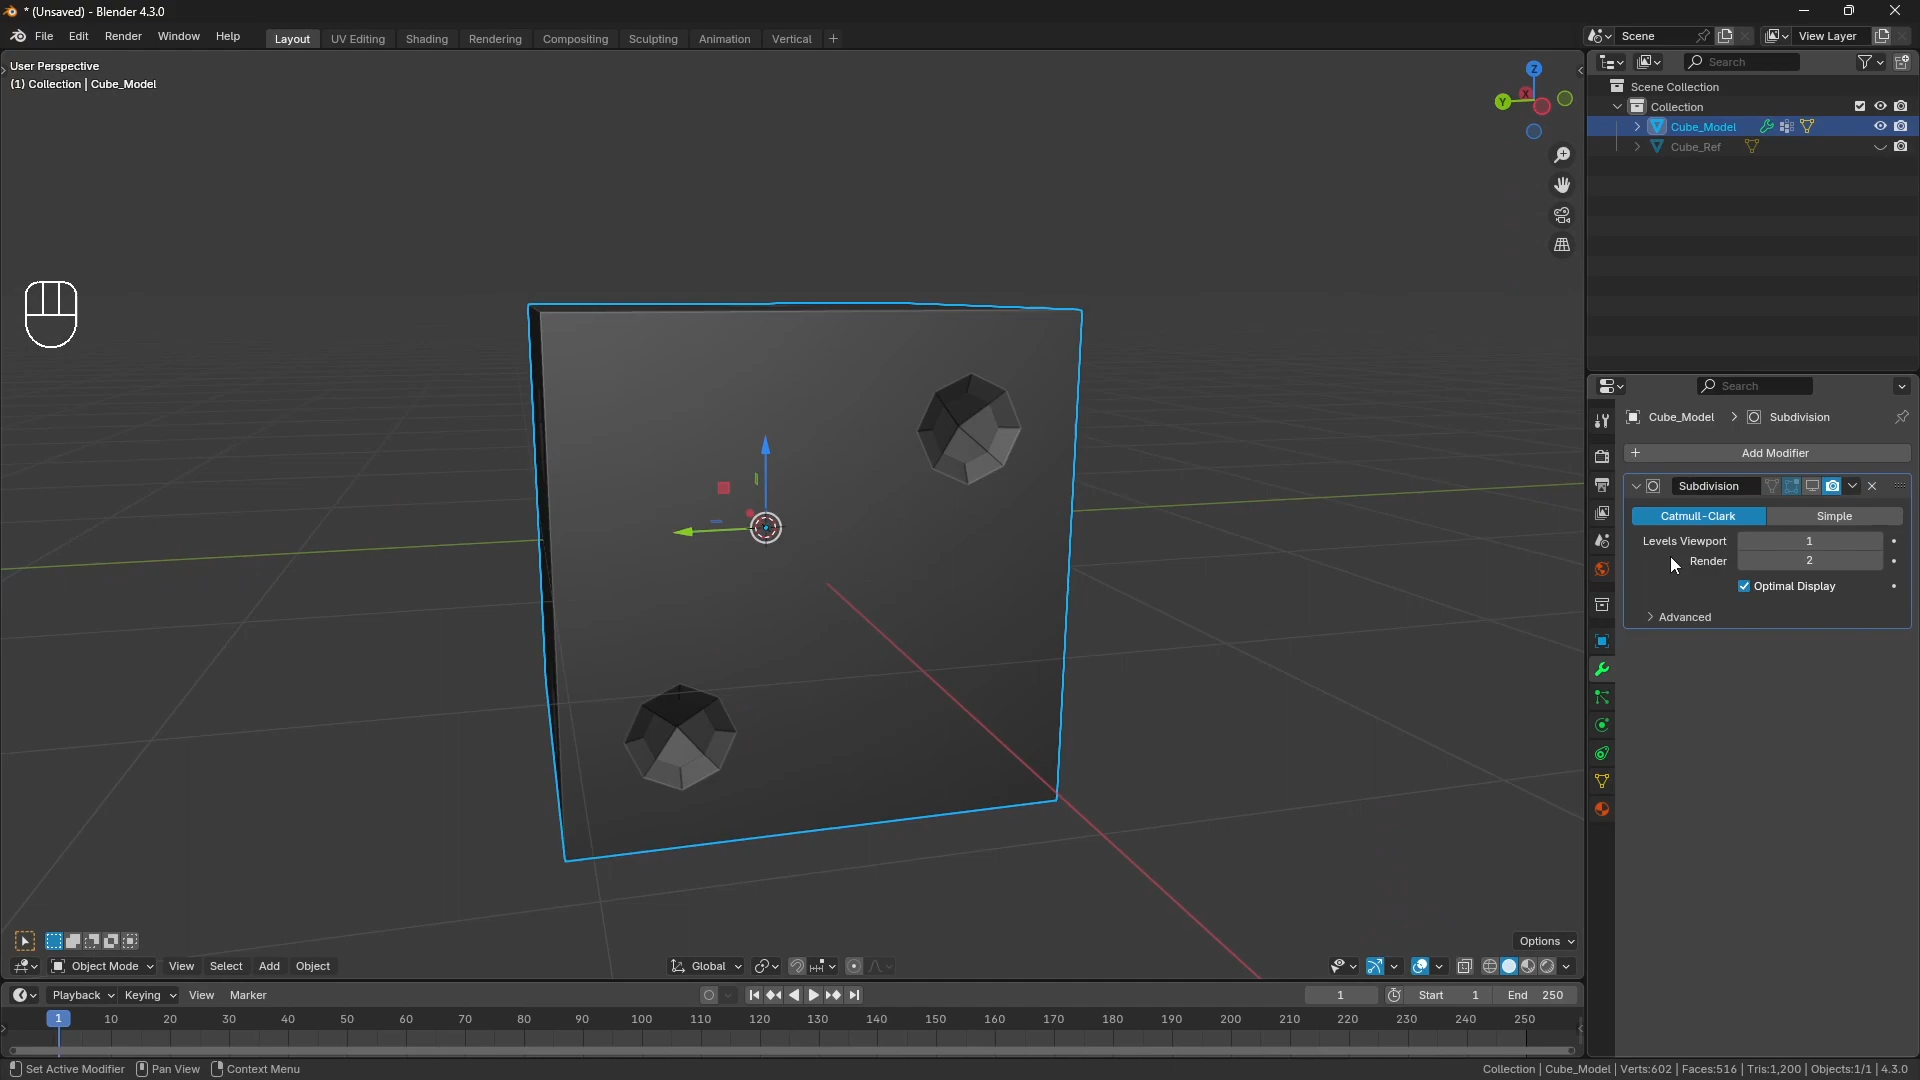 * (Unsaved) - Blender 4.3.0
File Edit Render Window Help
Layout UV Editing Shading Rendering Compositing Sculpting Animation Vertical +
Scene
View Layer
User Perspective
(1) Collection | Cube_Model
Z
X
Y
Search
Scene Collection
Collection
Cube_Model
Cube_Ref
Search
Cube_Model > Subdivision
+ Add Modifier
Subdivision
Catmull-Clark Simple
Levels Viewport 1
Render 2
Optimal Display
> Advanced
Options
Object Mode View Select Add Object
Global
Playback Keying View Marker
1 Start 1 End 250
1 10 20 30 40 50 60 70 80 90 100 110 120 130 140 150 160 170 180 190 200 210 220 230 240 250
Set Active Modifier Pan View Context Menu
Collection | Cube_Model | Verts:602 | Faces:516 | Tris:1,200 | Objects:1/1 | 4.3.0